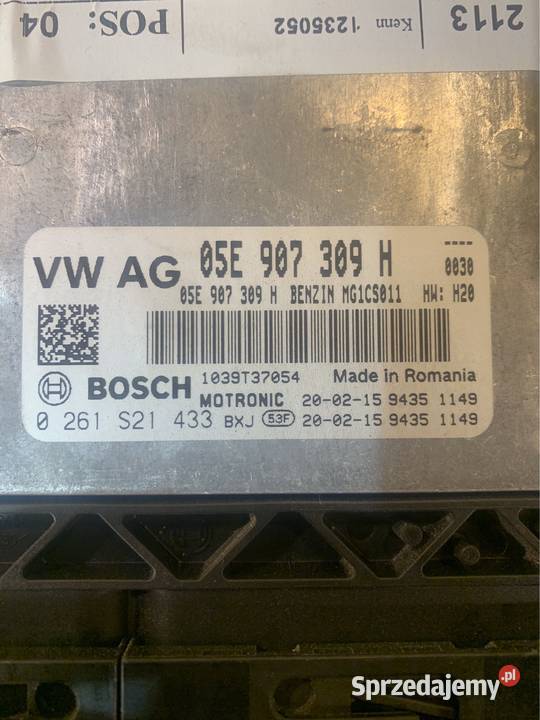 POS: 04
Kenn 1235052
2113
VW AG 05E 907 309 H
----
0030
05E 907 309 H BENZIN MG1CS011 HW: H20
BOSCH 1039T37054 Made in Romania
MOTRONIC 20-02-15 9435 1149
0 261 S21 433 BXJ 53F 20-02-15 9435 1149
Sprzedajemy.pl